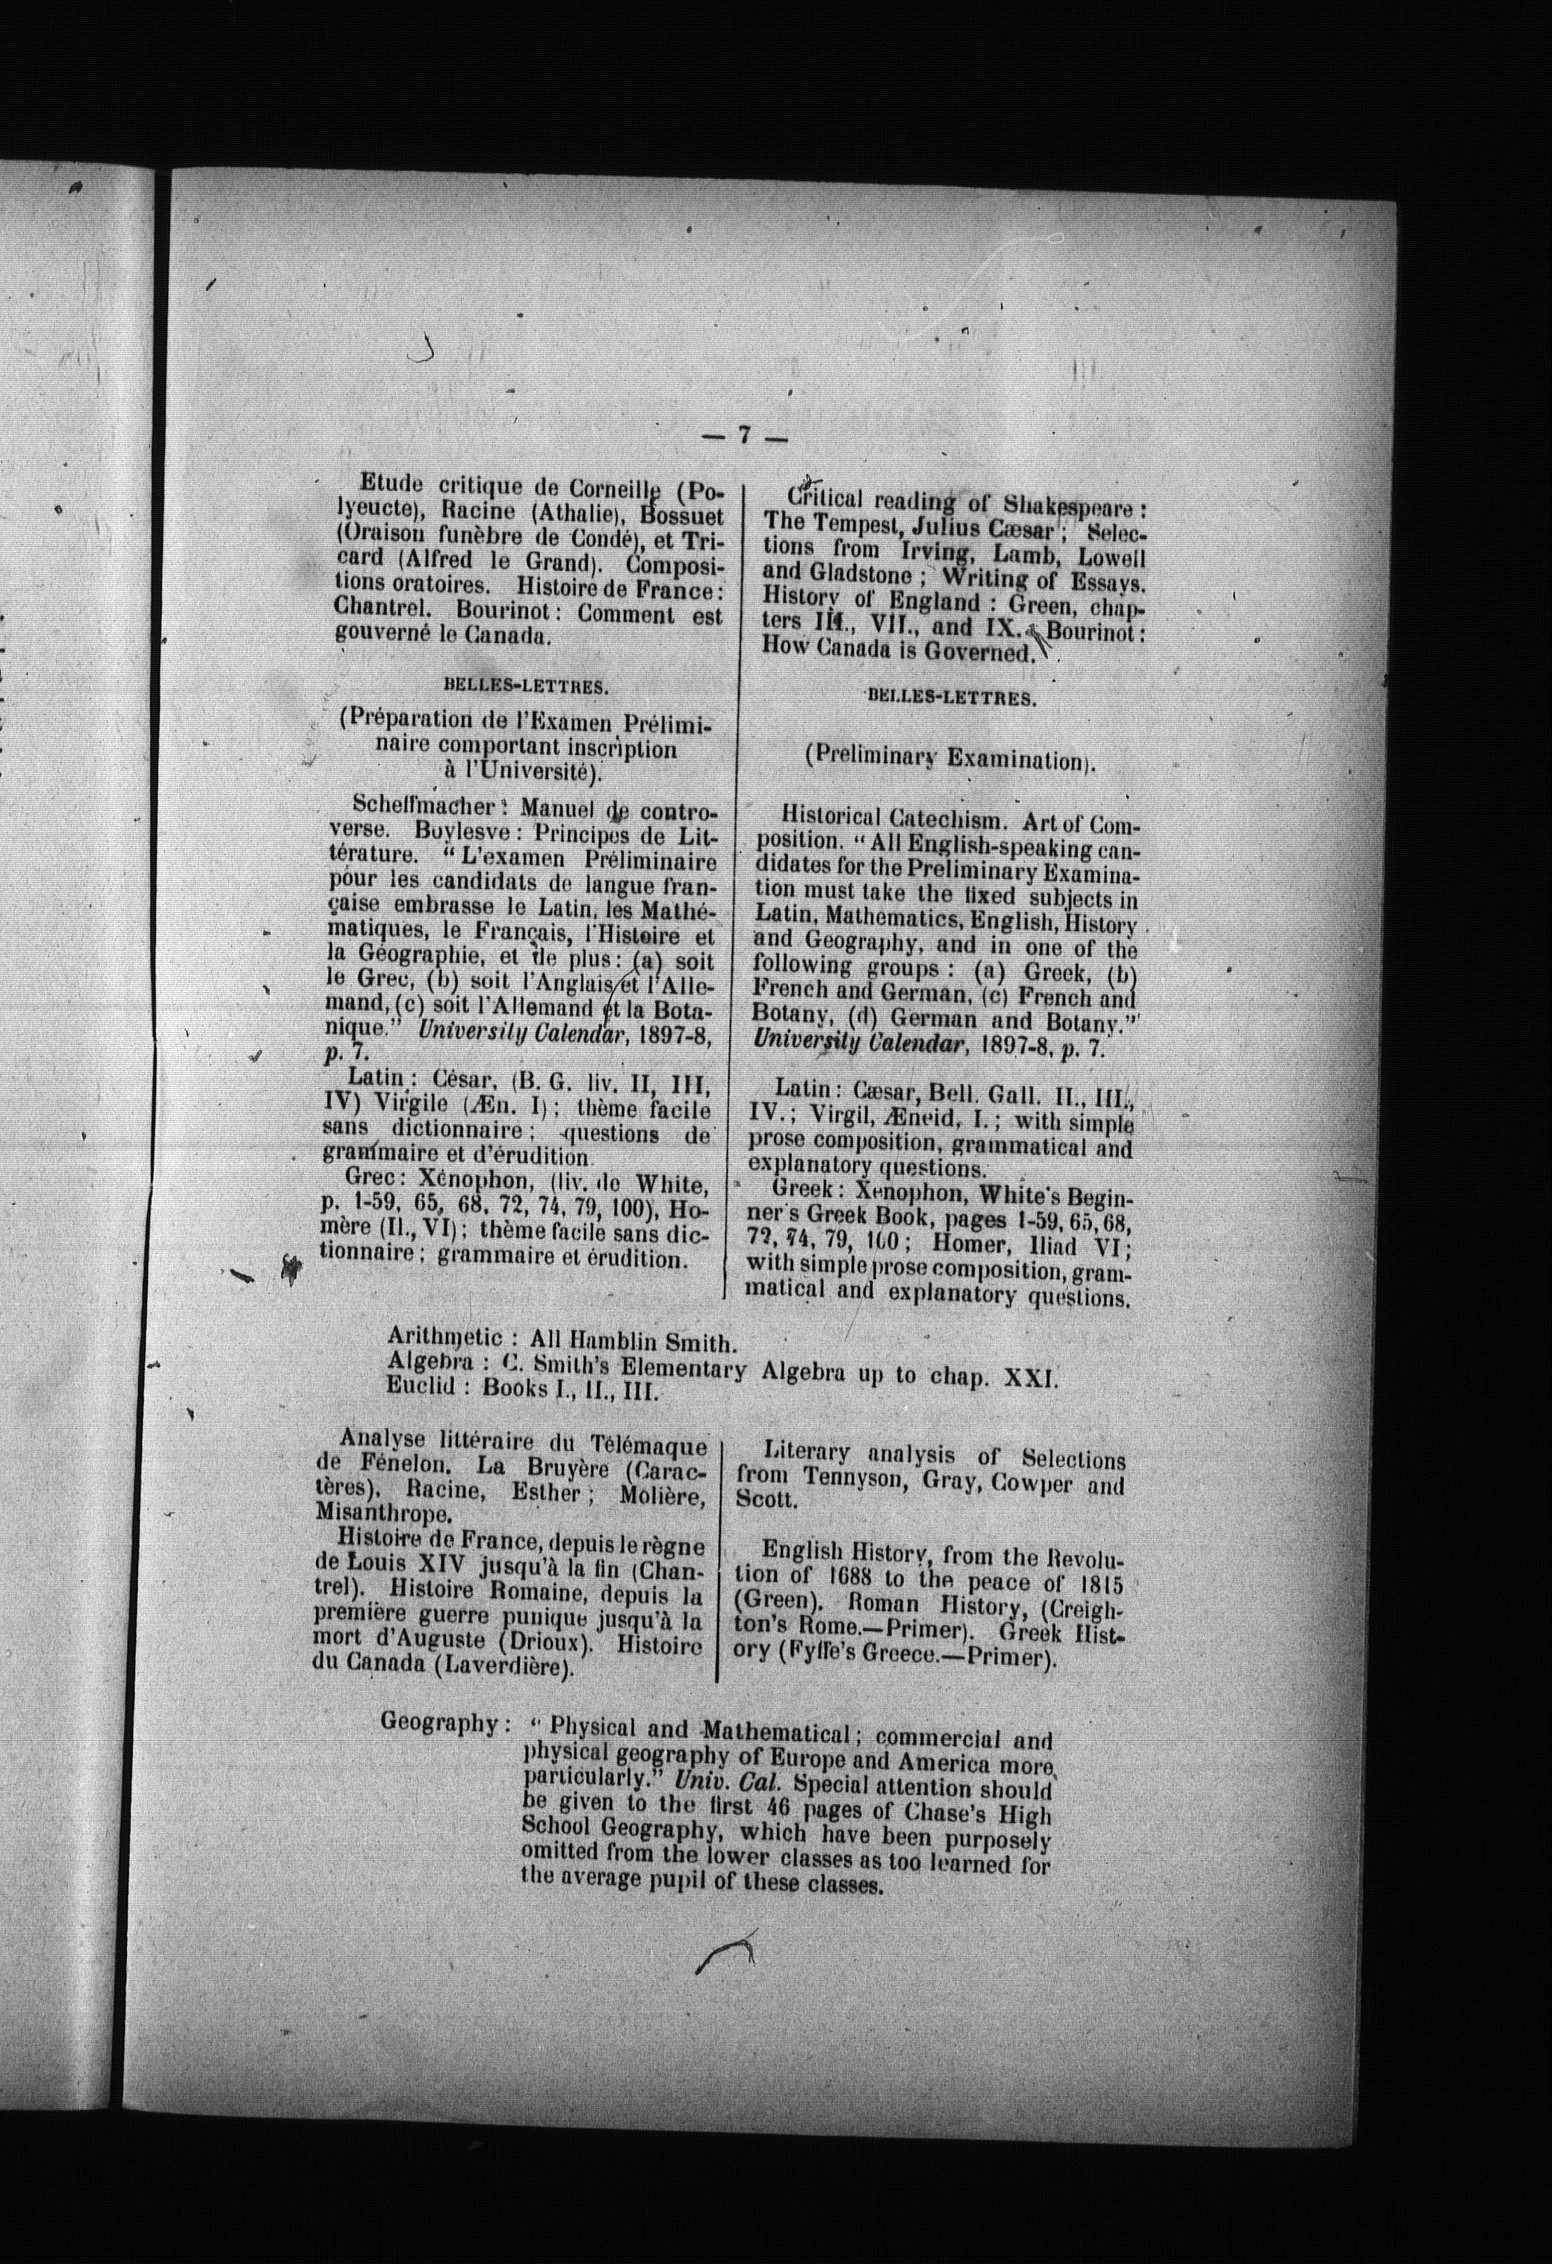 — 7 —
Etude critique de Corneille (Po-
lyeucte), Racine (Athalie), Bossuet
(Oraison funèbre de Condé), et Tri-
card (Alfred le Grand). Composi-
tions oratoires. Histoire de France :
Chantrel. Bourinot : Comment est
gouverné le Canada.
BELLES-LETTRES.
(Préparation de l'Examen Prélimi-
naire comportant inscription
à l'Université).
Scheffmacher : Manuel de contro-
verse. Boylesve : Principes de Lit-
térature. “ L'examen Préliminaire
pour les candidats de langue fran-
çaise embrasse le Latin, les Mathé-
matiques, le Français, l'Histoire et
la Géographie, et de plus : (a) soit
le Grec, (b) soit l'Anglais et l'Alle-
mand, (c) soit l'Allemand et la Bota-
nique.” University Calendar, 1897-8,
p. 7.
Latin : César, (B. G. liv. II, III,
IV) Virgile (Æn. I) ; thème facile
sans dictionnaire ; questions de
grammaire et d'érudition.
Grec : Xénophon, (liv. de White,
p. 1-59, 65, 68, 72, 74, 79, 100), Ho-
mère (Il., VI) ; thème facile sans dic-
tionnaire ; grammaire et érudition.
Critical reading of Shakespeare :
The Tempest, Julius Cæsar ; Selec-
tions from Irving, Lamb, Lowell
and Gladstone ; Writing of Essays.
History of England : Green, chap-
ters III., VII., and IX. Bourinot :
How Canada is Governed.
BELLES-LETTRES.
(Preliminary Examination).
Historical Catechism. Art of Com-
position. “ All English-speaking can-
didates for the Preliminary Examina-
tion must take the fixed subjects in
Latin, Mathematics, English, History
and Geography, and in one of the
following groups : (a) Greek, (b)
French and German, (c) French and
Botany, (d) German and Botany.”
University Calendar, 1897-8, p. 7.
Latin : Cæsar, Bell. Gall. II., III.,
IV. ; Virgil, Æneid, I. ; with simple
prose composition, grammatical and
explanatory questions.
Greek : Xenophon, White's Begin-
ner's Greek Book, pages 1-59, 65, 68,
72, 74, 79, 100 ; Homer, Iliad VI ;
with simple prose composition, gram-
matical and explanatory questions.
Arithmetic : All Hamblin Smith.
Algebra : C. Smith's Elementary Algebra up to chap. XXI.
Euclid : Books I., II., III.
Analyse littéraire du Télémaque
de Fénelon. La Bruyère (Carac-
tères). Racine, Esther ; Molière,
Misanthrope.
Histoire de France, depuis le règne
de Louis XIV jusqu'à la fin (Chan-
trel). Histoire Romaine, depuis la
première guerre punique jusqu'à la
mort d'Auguste (Drioux). Histoire
du Canada (Laverdière).
Literary analysis of Selections
from Tennyson, Gray, Cowper and
Scott.
English History, from the Revolu-
tion of 1688 to the peace of 1815
(Green). Roman History, (Creigh-
ton's Rome.—Primer). Greek Hist-
ory (Fyffe's Greece.—Primer).
Geography : “ Physical and Mathematical ; commercial and
physical geography of Europe and America more
particularly.” Univ. Cal. Special attention should
be given to the first 46 pages of Chase's High
School Geography, which have been purposely
omitted from the lower classes as too learned for
the average pupil of these classes.